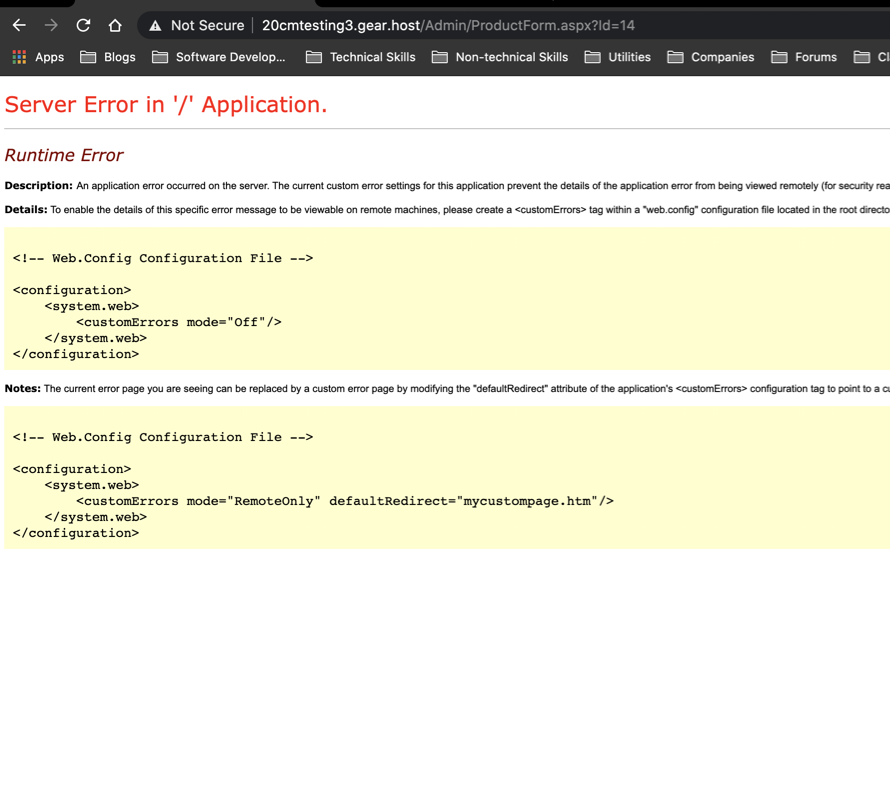 Not Secure | 20cmtesting3.gear.host/Admin/ProductForm.aspx?Id=14
Apps Blogs Software Develop... Technical Skills Non-technical Skills Utilities Companies Forums
Server Error in '/' Application.
Runtime Error
Description: An application error occurred on the server. The current custom error settings for this application prevent the details of the application error from being viewed remotely (for security
Details: To enable the details of this specific error message to be viewable on remote machines, please create a <customErrors> tag within a "web.config" configuration file located in the root
<!-- Web.Config Configuration File -->
<configuration>
    <system.web>
        <customErrors mode="Off"/>
    </system.web>
</configuration>
Notes: The current error page you are seeing can be replaced by a custom error page by modifying the "defaultRedirect" attribute of the application's <customErrors> configuration tag to point to a
<!-- Web.Config Configuration File -->
<configuration>
    <system.web>
        <customErrors mode="RemoteOnly" defaultRedirect="mycustompage.htm"/>
    </system.web>
</configuration>